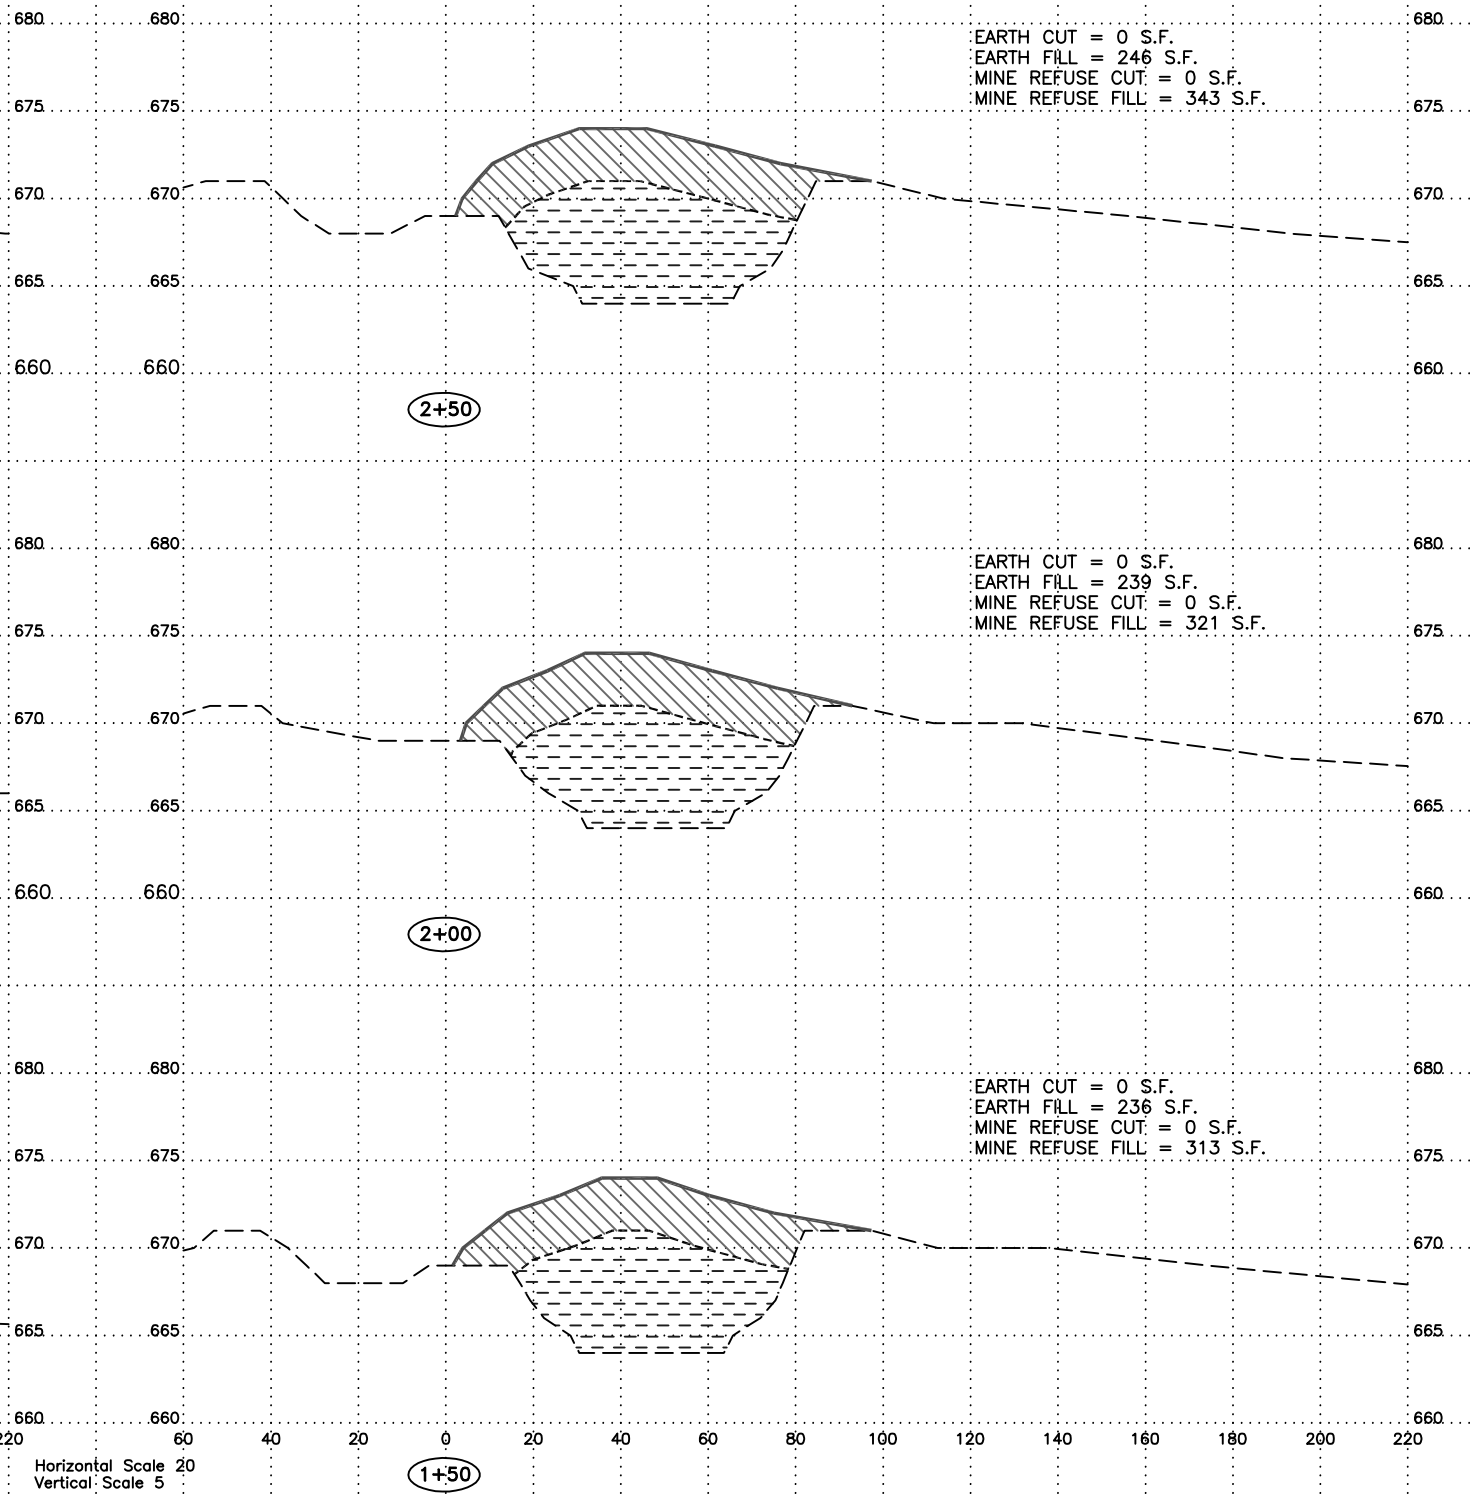 680 680 680
EARTH CUT = 0 S.F.
EARTH FILL = 246 S.F.
MINE REFUSE CUT = 0 S.F.
MINE REFUSE FILL = 343 S.F.
675 675 675
670 670 670
665 665 665
660 660 660
2+50
680 680 680
EARTH CUT = 0 S.F.
EARTH FILL = 239 S.F.
MINE REFUSE CUT = 0 S.F.
MINE REFUSE FILL = 321 S.F.
675 675 675
670 670 670
665 665 665
660 660 660
2+00
680 680 680
EARTH CUT = 0 S.F.
EARTH FILL = 236 S.F.
MINE REFUSE CUT = 0 S.F.
MINE REFUSE FILL = 313 S.F.
675 675 675
670 670 670
665 665 665
660 660 660
220 60 40 20 0 20 40 60 80 100 120 140 160 180 200 220
Horizontal Scale 20
Vertical Scale 5
1+50